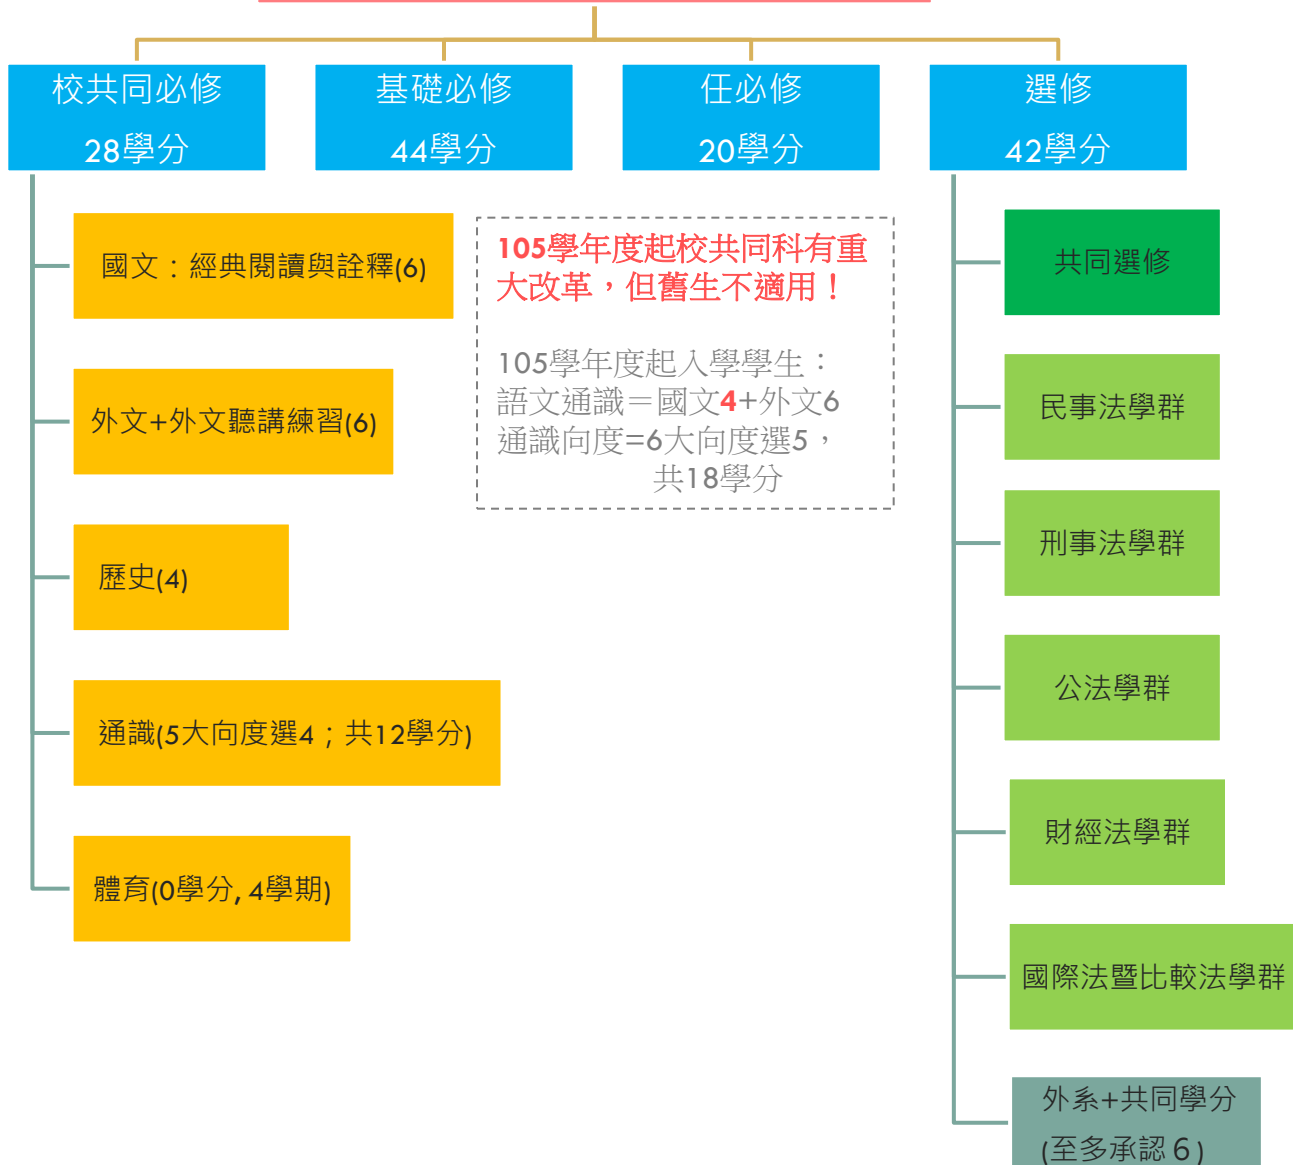 校共同必修
28學分
基礎必修
44學分
任必修
20學分
選修
42學分
國文：經典閱讀與詮釋(6)
外文+外文聽講練習(6)
歷史(4)
通識(5大向度選4；共12學分)
體育(0學分, 4學期)
105學年度起校共同科有重
大改革，但舊生不適用！
105學年度起入學學生：
語文通識＝國文4+外文6
通識向度=6大向度選5，
共18學分
共同選修
民事法學群
刑事法學群
公法學群
財經法學群
國際法暨比較法學群
外系+共同學分
(至多承認６)